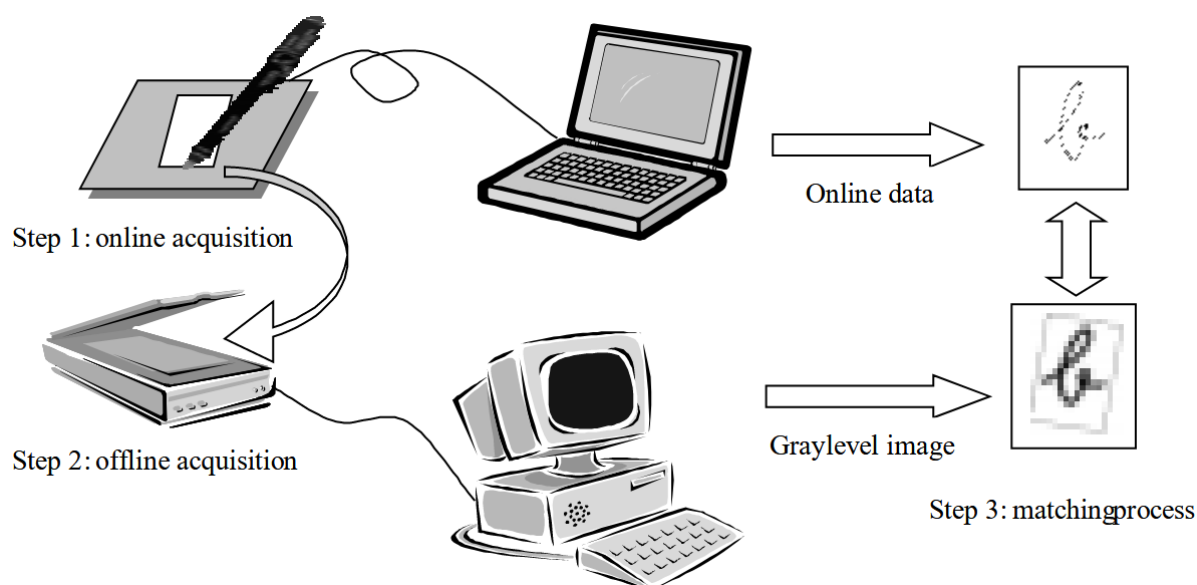 Online data
Step 1: online acquisition
Graylevel image
Step 2: offline acquisition
Step 3: matchingprocess
b
b